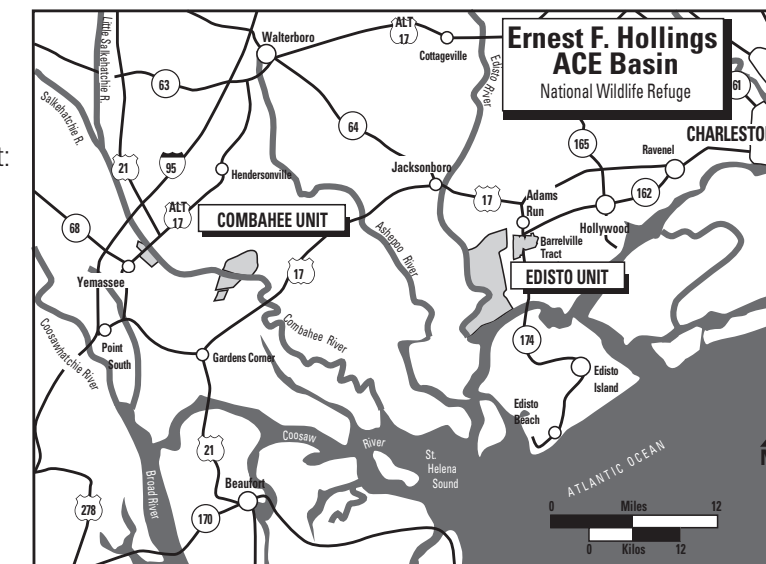 t:
Ernest F. Hollings
ACE Basin
National Wildlife Refuge
Little Salkehatchie R.
Walterboro
ALT
17
Cottageville
Edisto River
61
63
Salkehatchie R.
64
165
CHARLESTO
Ravenel
21
95
Hendersonville
Jacksonboro
17
Adams
Run
162
ALT
17
COMBAHEE UNIT
68
Hollywood
Ashepoo River
Barrelville
Tract
EDISTO UNIT
Yemassee
17
Coosawhatchie River
Point
South
Combahee River
Gardens Corner
174
Edisto
Island
Edisto
Beach
Coosaw
River
21
St.
Helena
Sound
ATLANTIC OCEAN
N
Broad River
Beaufort
278
170
0 Miles 12
0 Kilos 12